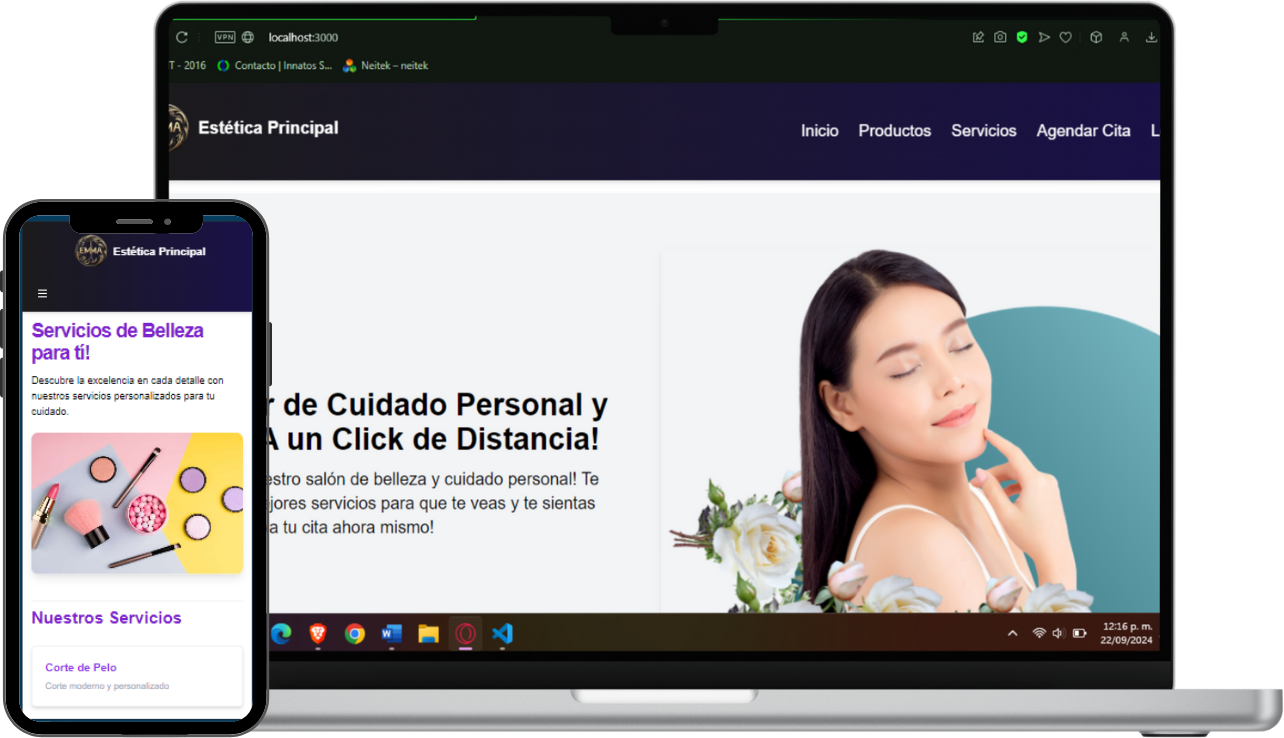 VPN
localhost:3000
T - 2016
Contacto | Innatos S...
Neitek – neitek
Estética Principal
Inicio
Productos
Servicios
Agendar Cita
L
r de Cuidado Personal y
A un Click de Distancia!
estro salón de belleza y cuidado personal! Te
jores servicios para que te veas y te sientas
a tu cita ahora mismo!
12:16 p. m.
22/09/2024
EMMA
Estética Principal
Servicios de Belleza
para tí!
Descubre la excelencia en cada detalle con
nuestros servicios personalizados para tu
cuidado.
Nuestros Servicios
Corte de Pelo
Corte moderno y personalizado